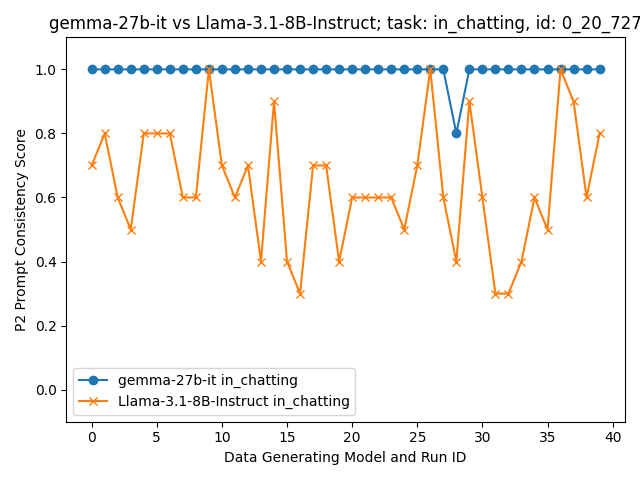 gemma-27b-it vs Llama-3.1-8B-Instruct; task: in_chatting, id: 0_20_727
1.0
0.8
0.6
0.4
0.2
0.0
P2 Prompt Consistency Score
gemma-27b-it in_chatting
Llama-3.1-8B-Instruct in_chatting
0 5 10 15 20 25 30 35 40
Data Generating Model and Run ID